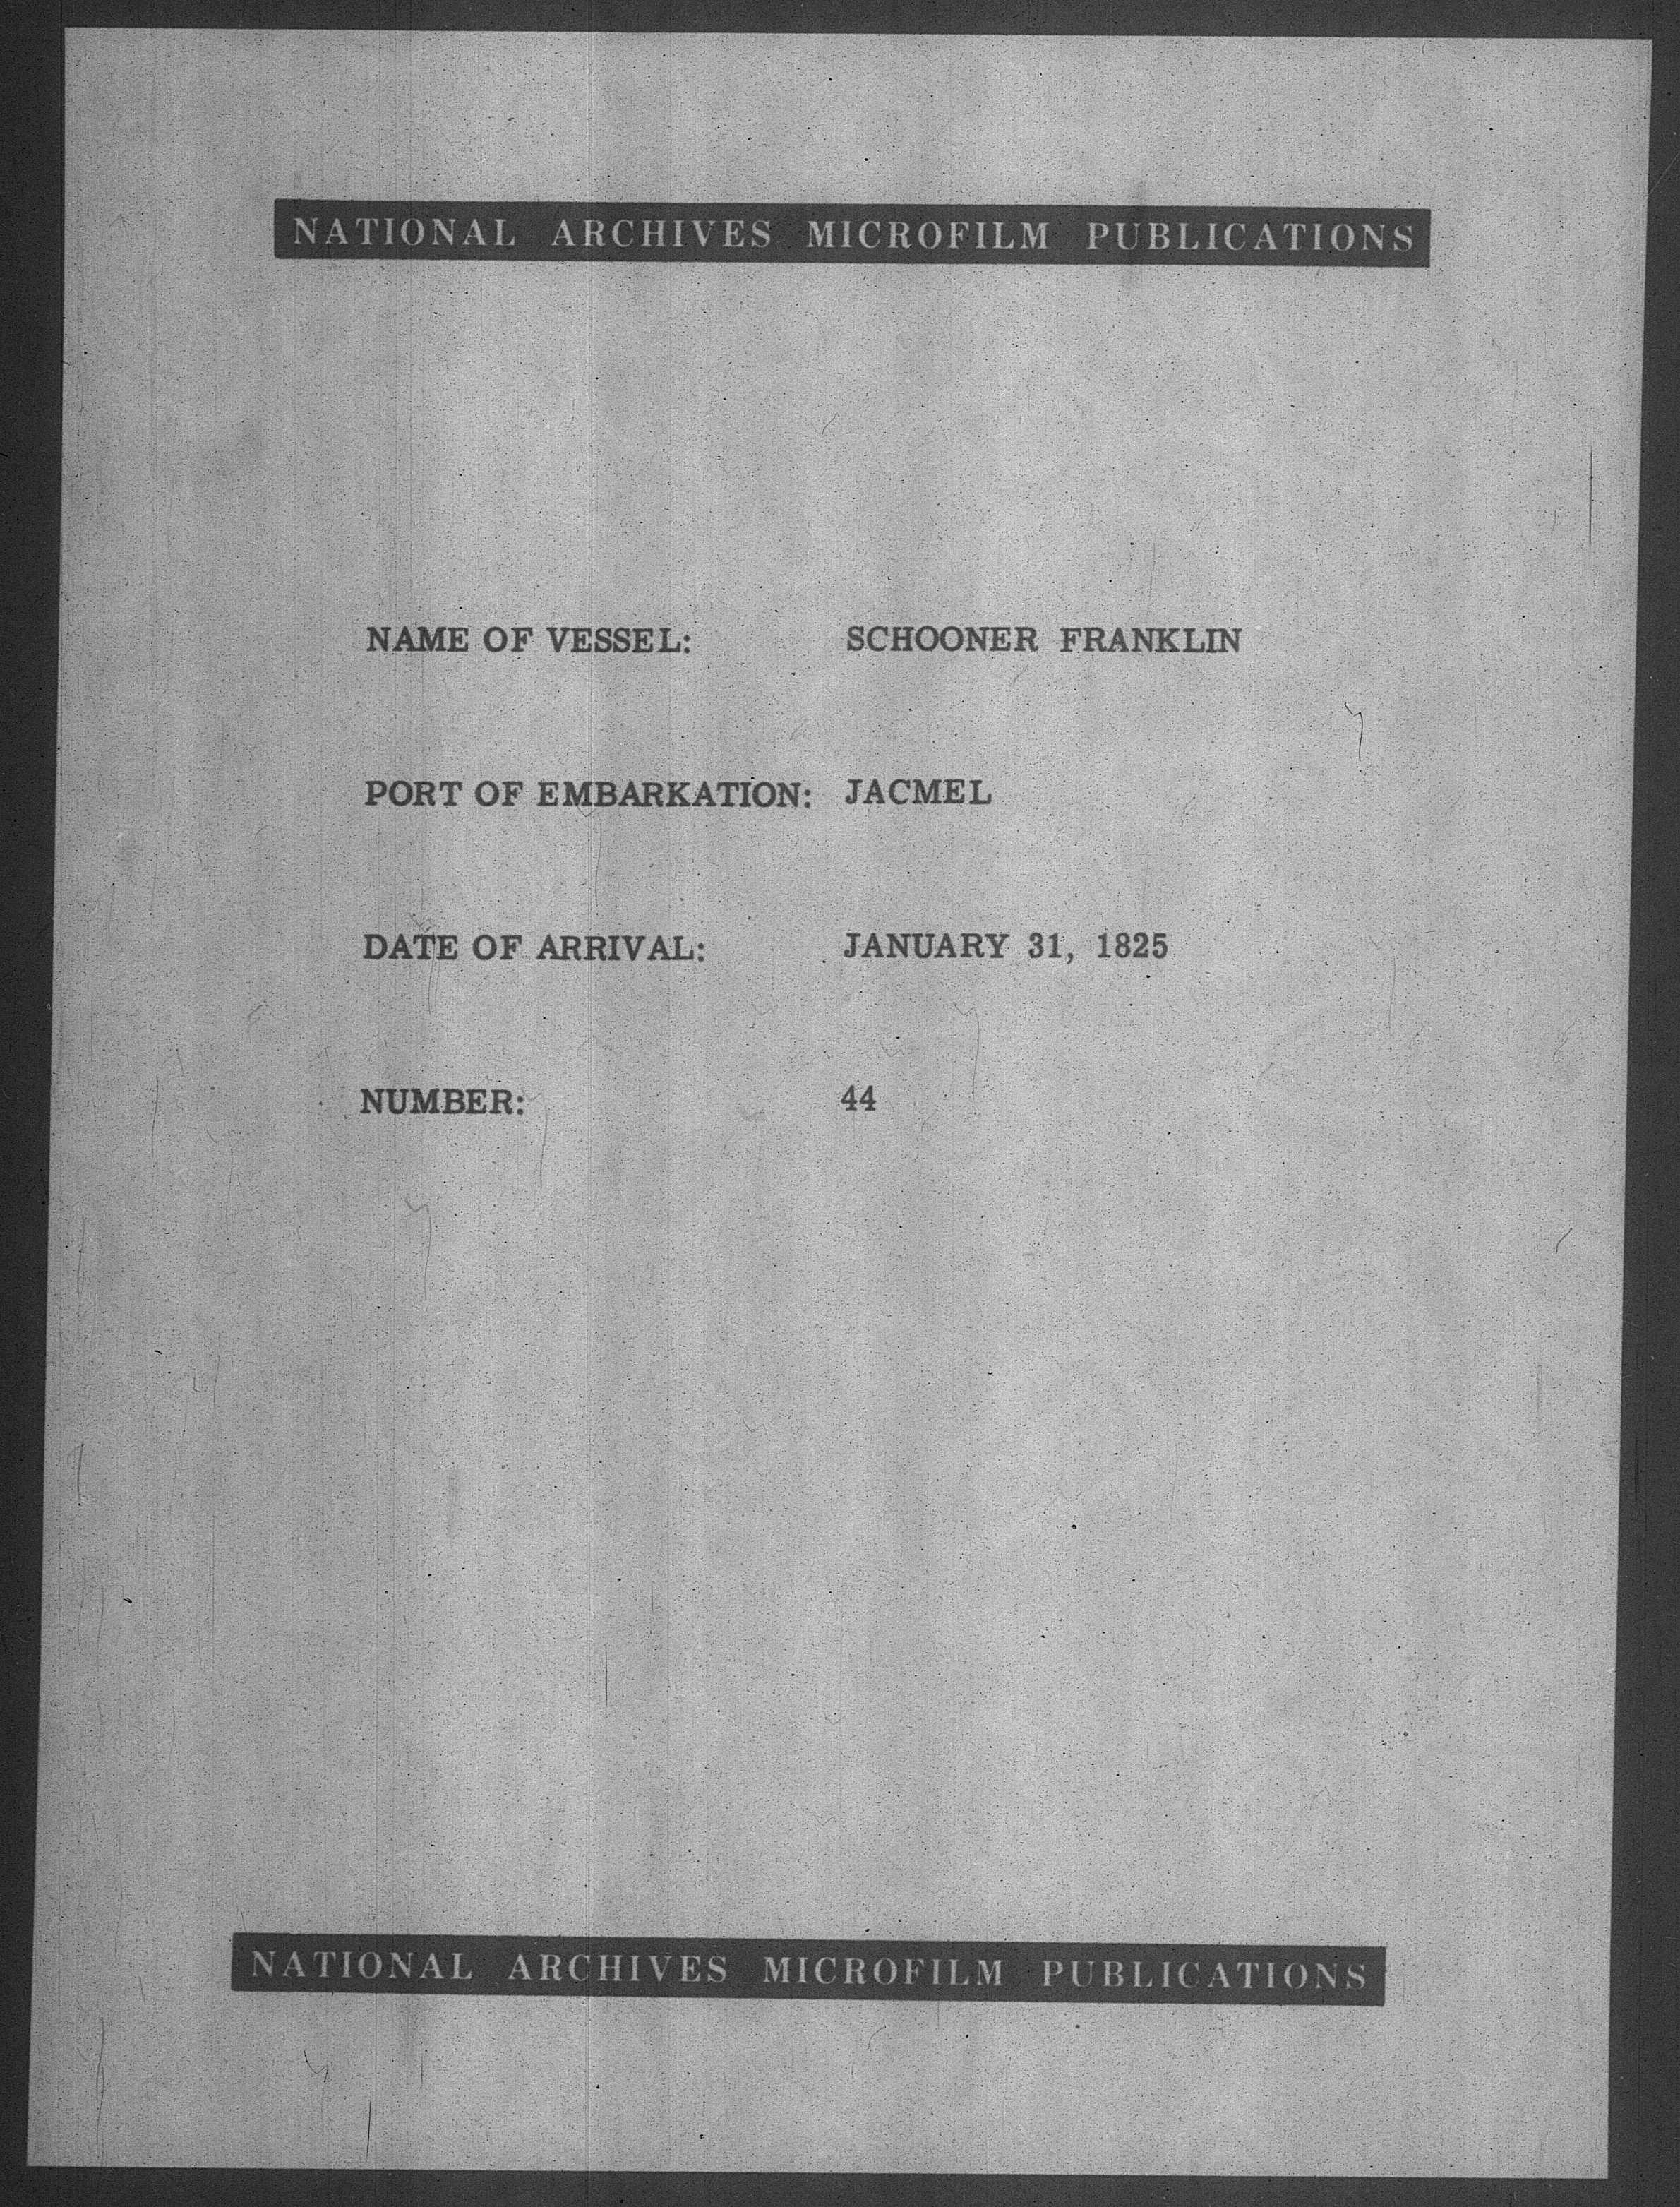 NATIONAL ARCHIVES MICROFILM PUBLICATIONS
NAME OF VESSEL: SCHOONER FRANKLIN
PORT OF EMBARKATION: JACMEL
DATE OF ARRIVAL: JANUARY 31, 1825
NUMBER: 44
NATIONAL ARCHIVES MICROFILM PUBLICATIONS